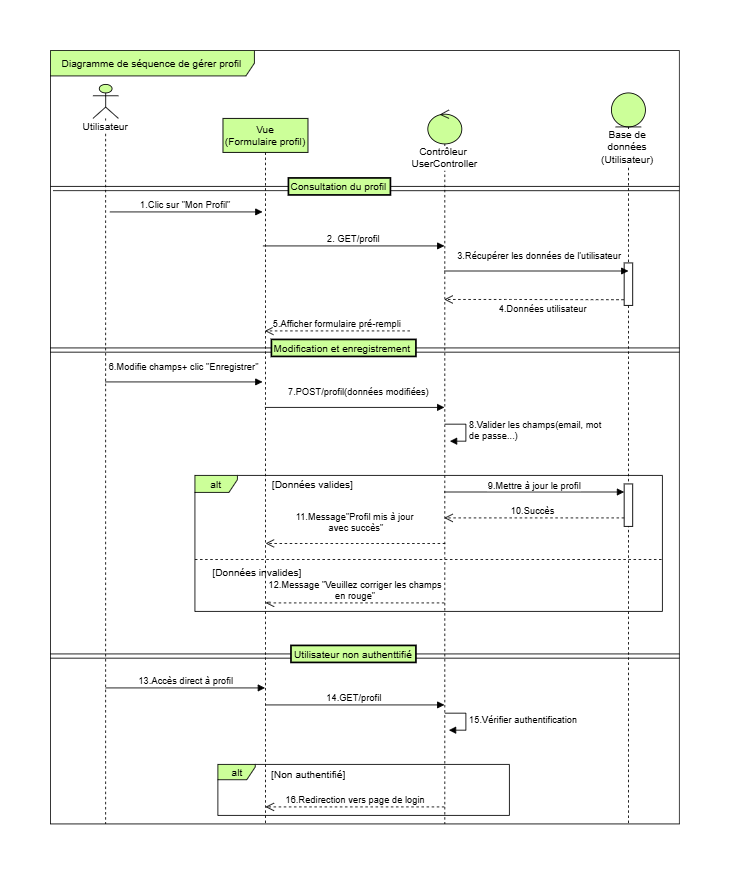 Diagramme de séquence de gérer profil
Utilisateur
Vue
(Formulaire profil)
Contrôleur
UserController
Base de
données
(Utilisateur)
Consultation du profil
1.Clic sur "Mon Profil"
2. GET/profil
3.Récupérer les données de l'utilisateur
4.Données utilisateur
5.Afficher formulaire pré-rempli
Modification et enregistrement
6.Modifie champs+ clic "Enregistrer"
7.POST/profil(données modifiées)
8.Valider les champs(email, mot
de passe...)
alt
[Données valides]
9.Mettre à jour le profil
10.Succès
11.Message"Profil mis à jour
avec succès"
[Données invalides]
12.Message "Veuillez corriger les champs
en rouge"
Utilisateur non authenttifié
13.Accès direct à profil
14.GET/profil
15.Vérifier authentification
alt
[Non authentifié]
16.Redirection vers page de login